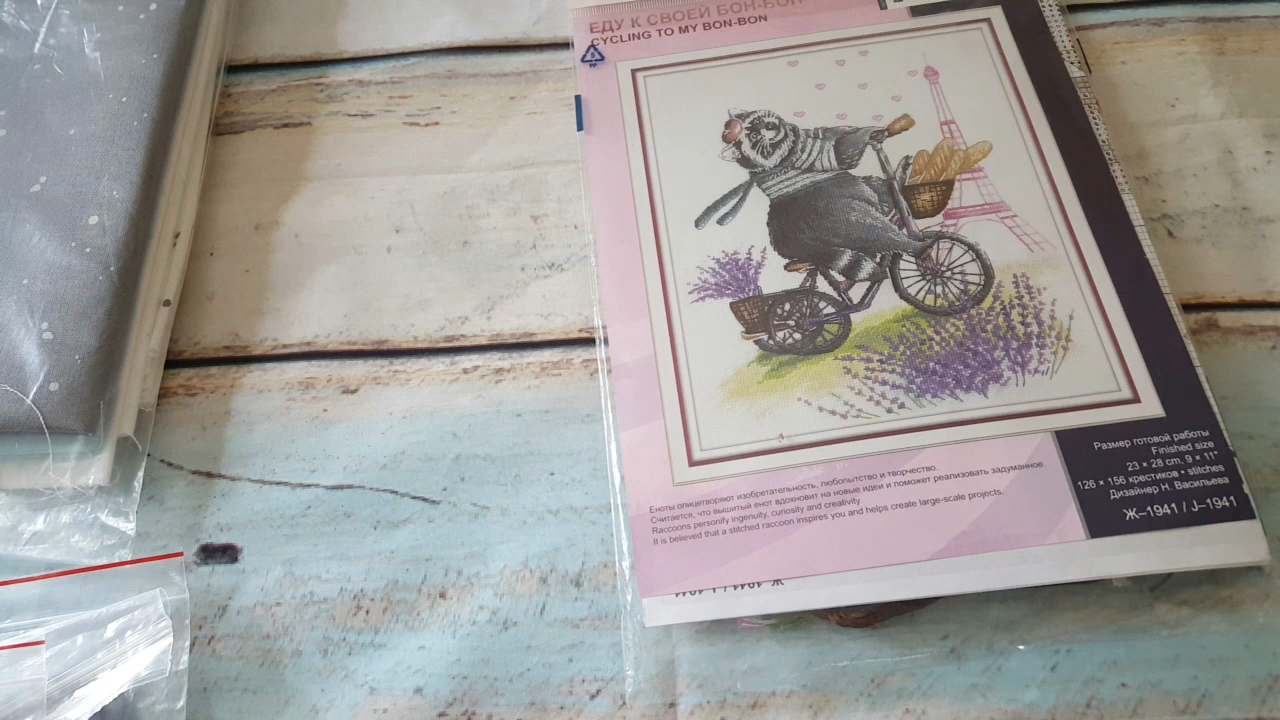 ЕДУ К СВОЕЙ БОН-БОН
CYCLING TO MY BON-BON
Еноты олицетворяют изобретательность, любопытство и творчество.
Считается, что вышитый енот вдохновит на новые идеи и поможет реализовать задуманное.
Raccoons personify ingenuity, curiosity and creativity.
It is believed that a stitched raccoon inspires you and helps create large-scale projects.
Размер готовой работы
Finished size
23 × 28 cm, 9 × 11"
126 × 156 крестиков • stitches
Дизайнер Н. Васильева
Ж–1941 / J–1941